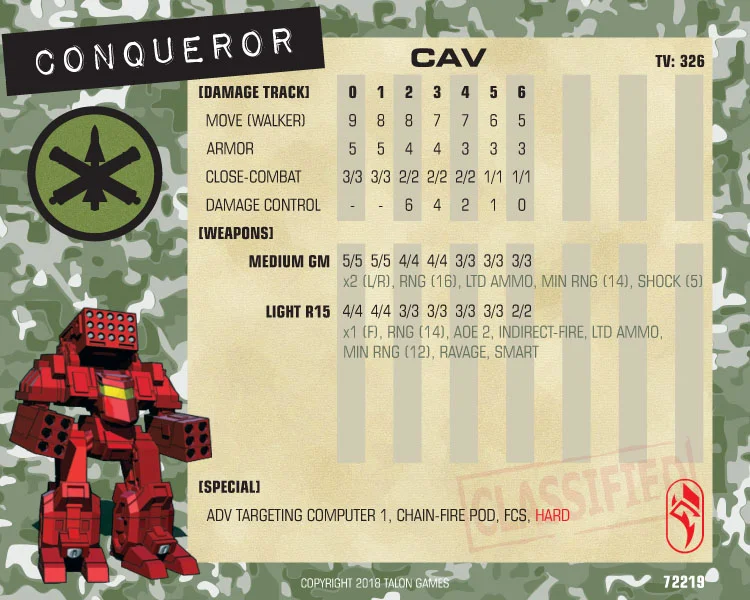 CONQUEROR
CAV
TV: 326
[DAMAGE TRACK] 0 1 2 3 4 5 6
MOVE (WALKER) 9 8 8 7 7 6 5
ARMOR 5 5 4 4 3 3 3
CLOSE-COMBAT 3/3 3/3 2/2 2/2 2/2 1/1 1/1
DAMAGE CONTROL - - 6 4 2 1 0
[WEAPONS]
MEDIUM GM 5/5 5/5 4/4 4/4 3/3 3/3 3/3
x2 (L/R), RNG (16), LTD AMMO, MIN RNG (14), SHOCK (5)
LIGHT R15 4/4 4/4 3/3 3/3 3/3 3/3 2/2
x1 (F), RNG (14), AOE 2, INDIRECT-FIRE, LTD AMMO,
MIN RNG (12), RAVAGE, SMART
CLASSIFIED
[SPECIAL]
ADV TARGETING COMPUTER 1, CHAIN-FIRE POD, FCS, HARD
COPYRIGHT 2018 TALON GAMES
72219